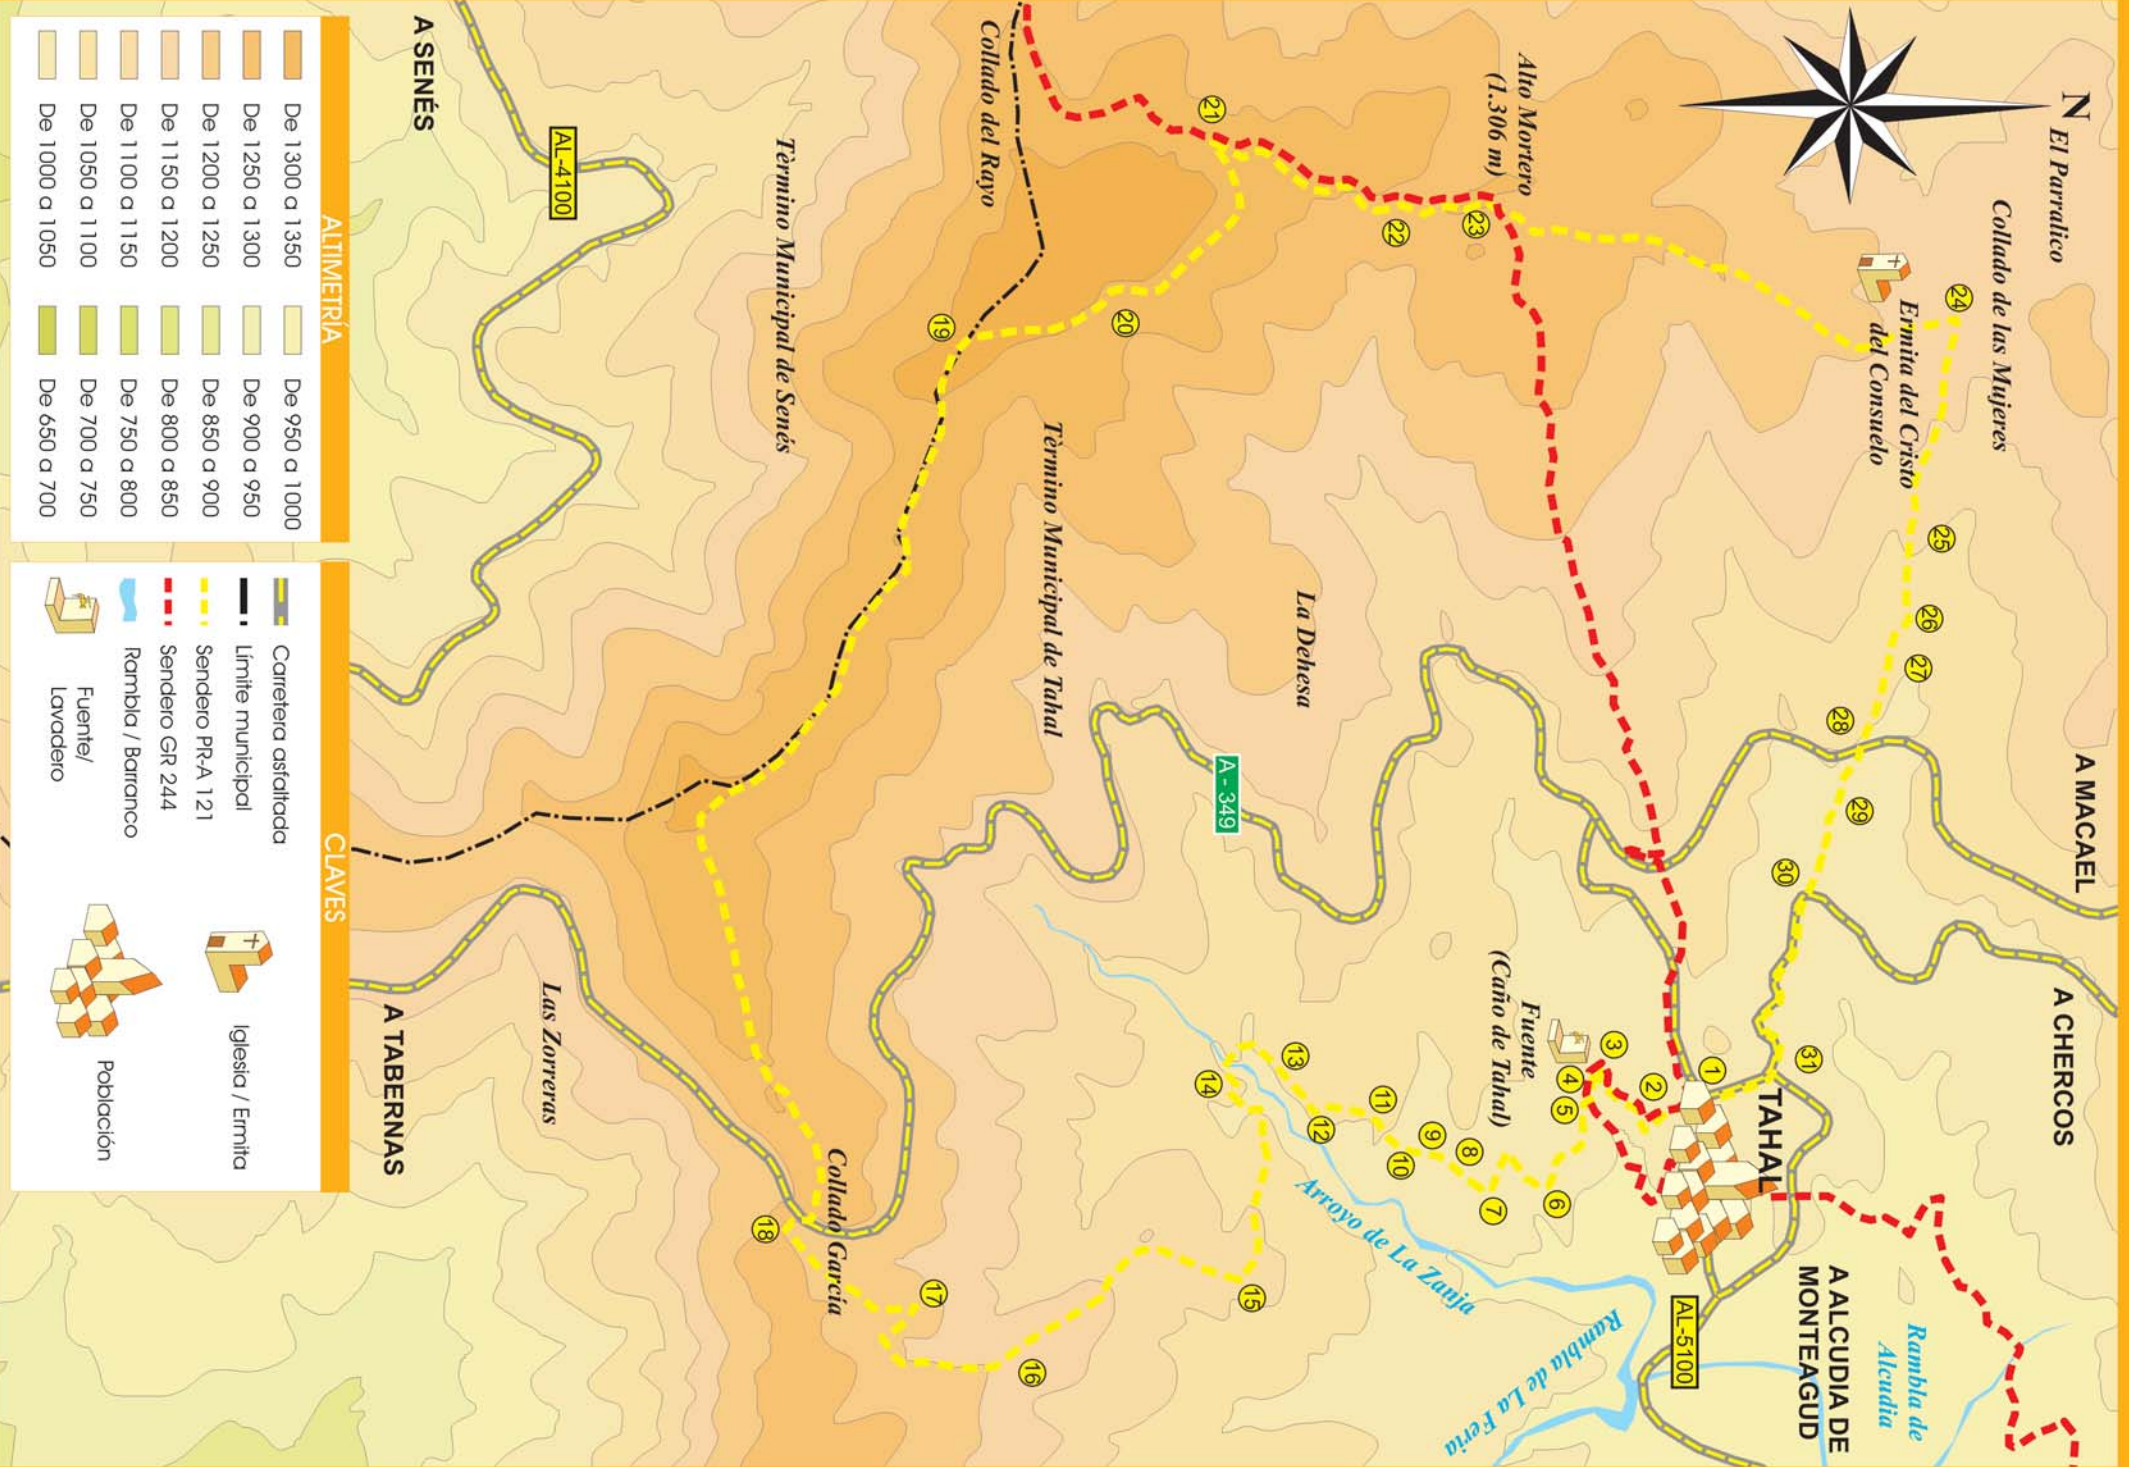 N
El Parralico
Collado de las Mujeres
A MACAEL
A CHERCOS
24
Ermita del Cristo
del Consuelo
25
26
27
28
29
30
31
Rambla de
Alcudia
A ALCUDIA DE
MONTEAGUD
TAHAL
AL-5100
1
2
3
4
5
6
7
8
9
10
11
12
13
14
15
16
17
18
Fuente
(Caño de Tahal)
Alto Mortero
(1.306 m)
23
22
21
20
19
La Dehesa
A - 349
Arroyo de La Zanja
Rambla de La Feria
Collado del Rayo
Tèrmino Municipal de Tahal
Tèrmino Municipal de Senés
Collado García
Las Zorreras
AL-4100
A SENÉS
A TABERNAS
ALTIMETRÍA
De 1300 a 1350
De 1250 a 1300
De 1200 a 1250
De 1150 a 1200
De 1100 a 1150
De 1050 a 1100
De 1000 a 1050
De 950 a 1000
De 900 a 950
De 850 a 900
De 800 a 850
De 750 a 800
De 700 a 750
De 650 a 700
CLAVES
Carretera asfaltada
Límite municipal
Sendero PR-A 121
Sendero GR 244
Rambla / Barranco
Fuente/
Lavadero
Iglesia / Ermita
Población